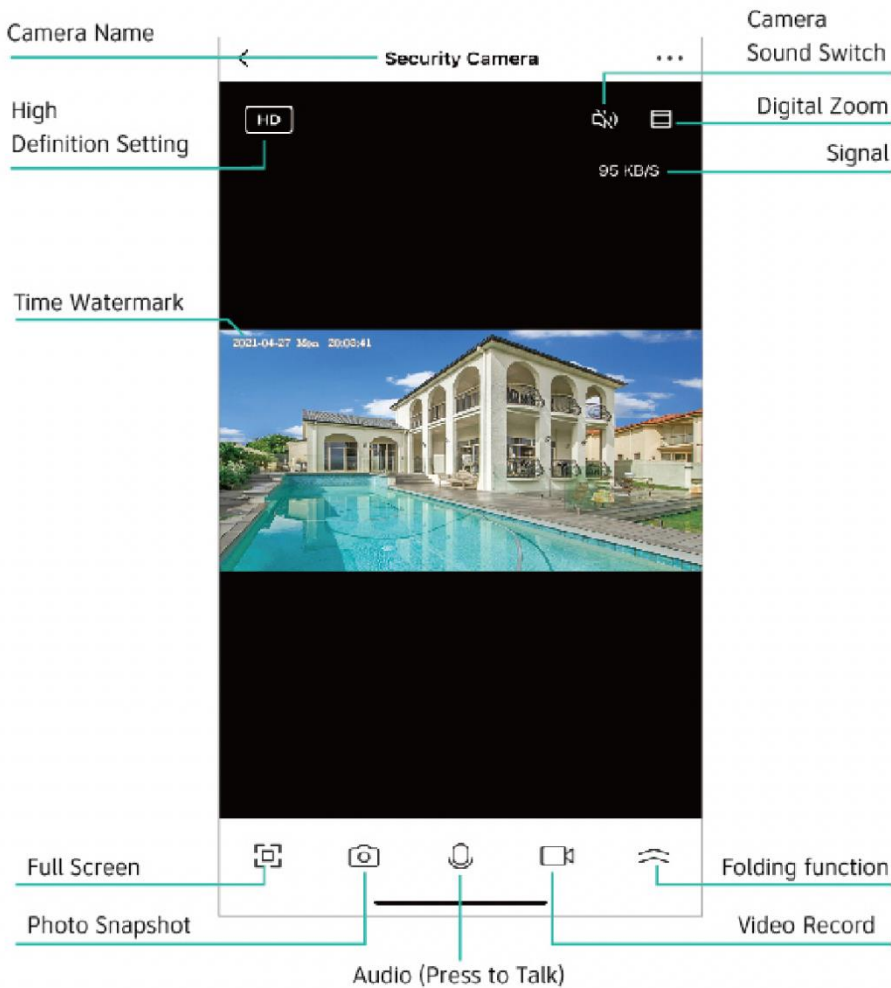 Camera Name
Camera
Sound Switch
Security Camera
High
Definition Setting
HD
Digital Zoom
Signal
95 KB/S
Time Watermark
2021-04-27 Mon 20:03:41
Full Screen
Folding function
Photo Snapshot
Video Record
Audio (Press to Talk)